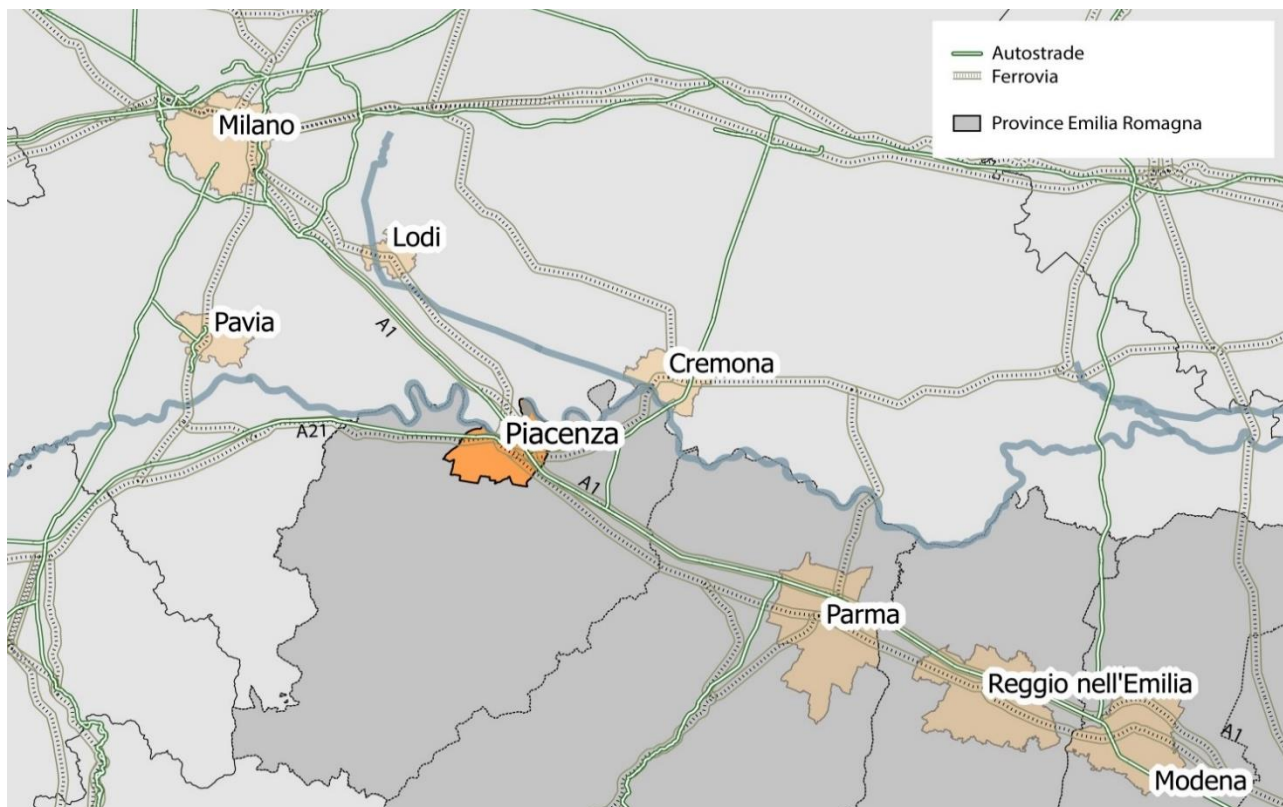 Autostrade
Ferrovia
Province Emilia Romagna
Milano
Lodi
Pavia
A1
Cremona
A21
Piacenza
A1
Parma
Reggio nell'Emilia
A1
Modena